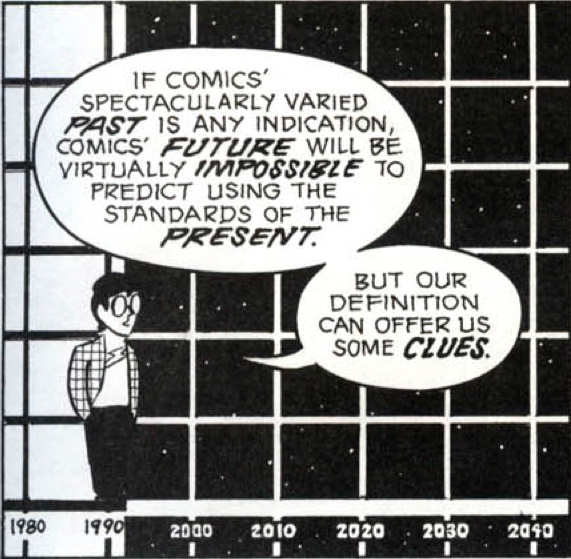 IF COMICS'
SPECTACULARLY VARIED
PAST IS ANY INDICATION,
COMICS' FUTURE WILL BE
VIRTUALLY IMPOSSIBLE TO
PREDICT USING THE
STANDARDS OF THE
PRESENT.
BUT OUR
DEFINITION
CAN OFFER US
SOME CLUES.
1980 1990 2000 2010 2020 2030 2040